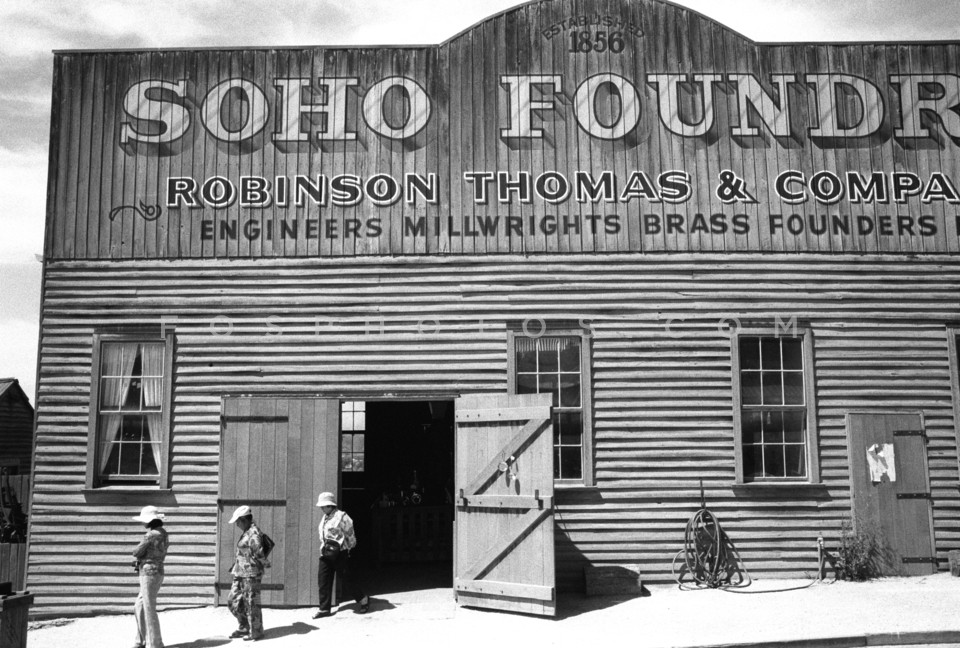 ESTABLISHED
1856
SOHO FOUNDR
ROBINSON THOMAS & COMPA
ENGINEERS MILLWRIGHTS BRASS FOUNDERS
FOSPHOTOS.COM